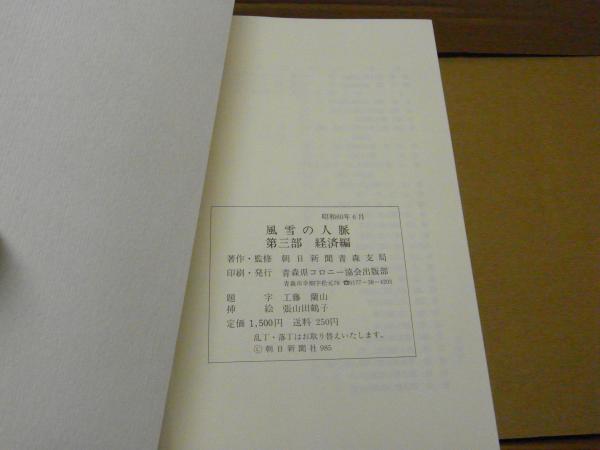 昭和60年6月
風雪の人脈
第三部 経済編
著作・監修 朝日新聞青森支局
印刷・発行 青森県コロニー協会出版部
題字 工藤蘭山
挿絵 張山田鶴子
定価 1,500円 送料 250円
乱丁・落丁はお取り替えいたします。
Ⓒ朝日新聞社985